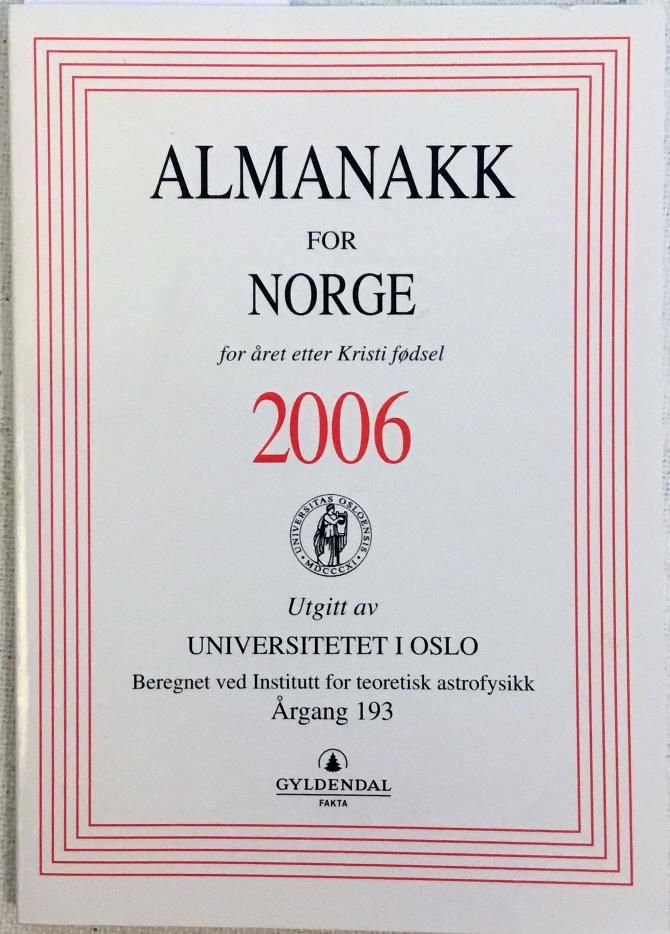 ALMANAKK
FOR
NORGE
for året etter Kristi fødsel
2006
UNIVERSITAS OSLOENSIS
MDCCCXI
Utgitt av
UNIVERSITETET I OSLO
Beregnet ved Institutt for teoretisk astrofysikk
Årgang 193
GYLDENDAL
FAKTA